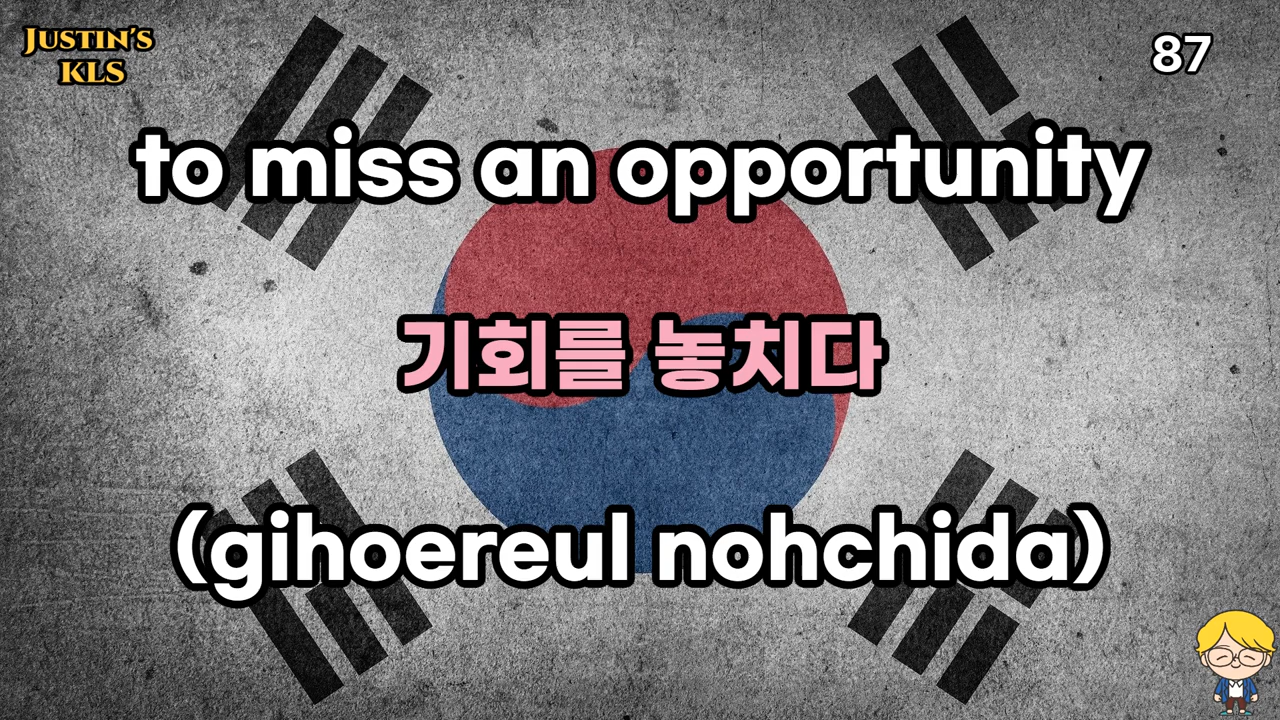 JUSTIN'S
KLS
87
to miss an opportunity
기회를 놓치다
(gihoereul nohchida)